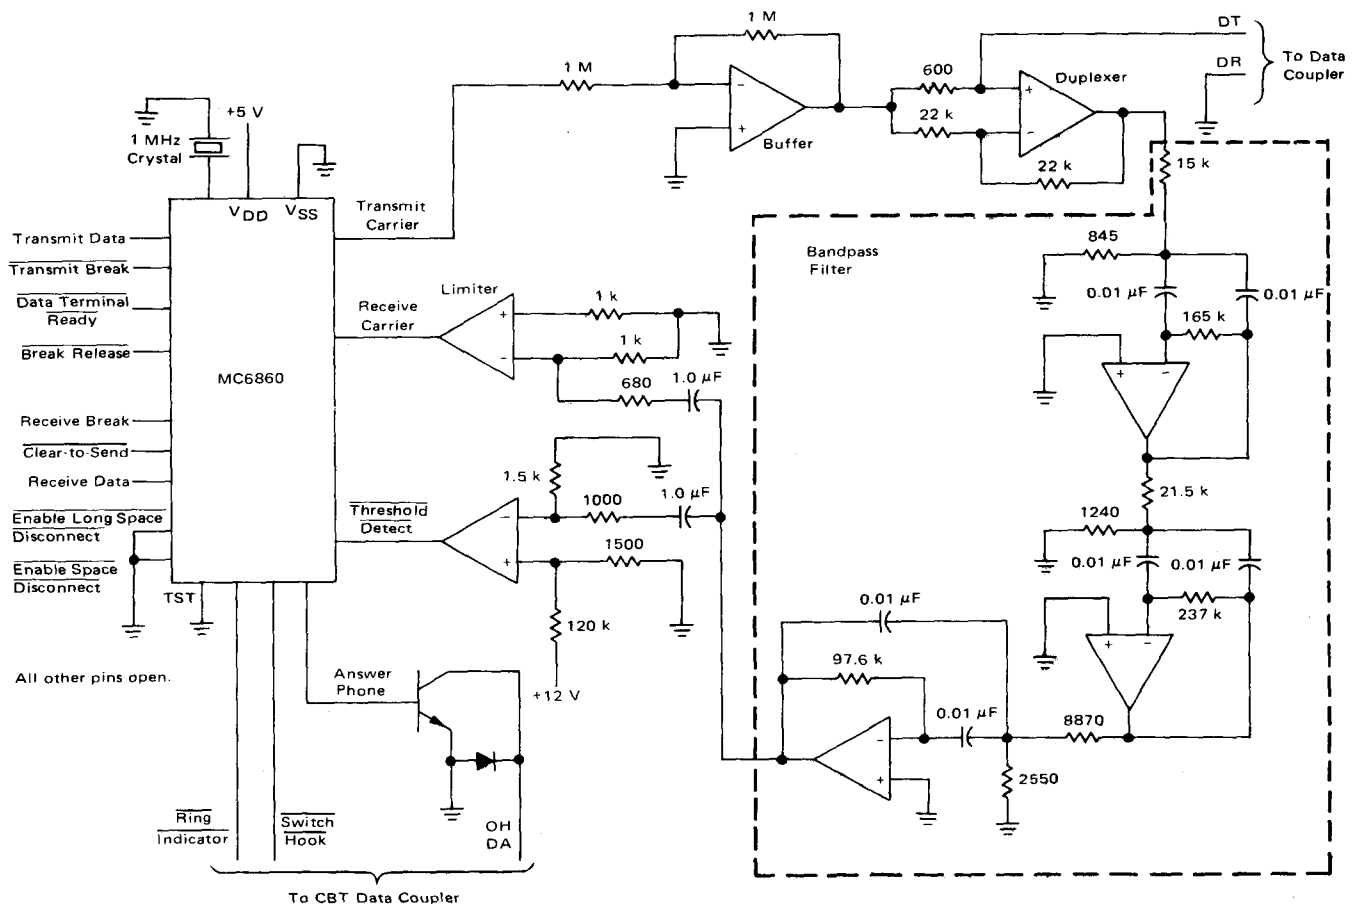 1 M
1 M
DT
DR
To Data
Coupler
600
22 k
Duplexer
Buffer
22 k
15 k
+5 V
1 MHz
Crystal
VDD
VSS
Transmit
Carrier
Transmit Data
Transmit Break
Data Terminal
Ready
Break Release
MC6860
Receive Break
Clear-to-Send
Receive Data
Enable Long Space
Disconnect
Enable Space
Disconnect
TST
All other pins open.
Limiter
Receive
Carrier
+
-
1 k
1 k
680
1.0 µF
1.5 k
1000
1.0 µF
Threshold
Detect
-
+
1500
120 k
+12 V
Answer
Phone
Ring
Indicator
Switch
Hook
OH
DA
To CBT Data Coupler
Bandpass
Filter
845
0.01 µF
0.01 µF
165 k
+
-
21.5 k
1240
0.01 µF
0.01 µF
237 k
+
-
0.01 µF
97.6 k
0.01 µF
8870
2550
-
+
-
+
+
-